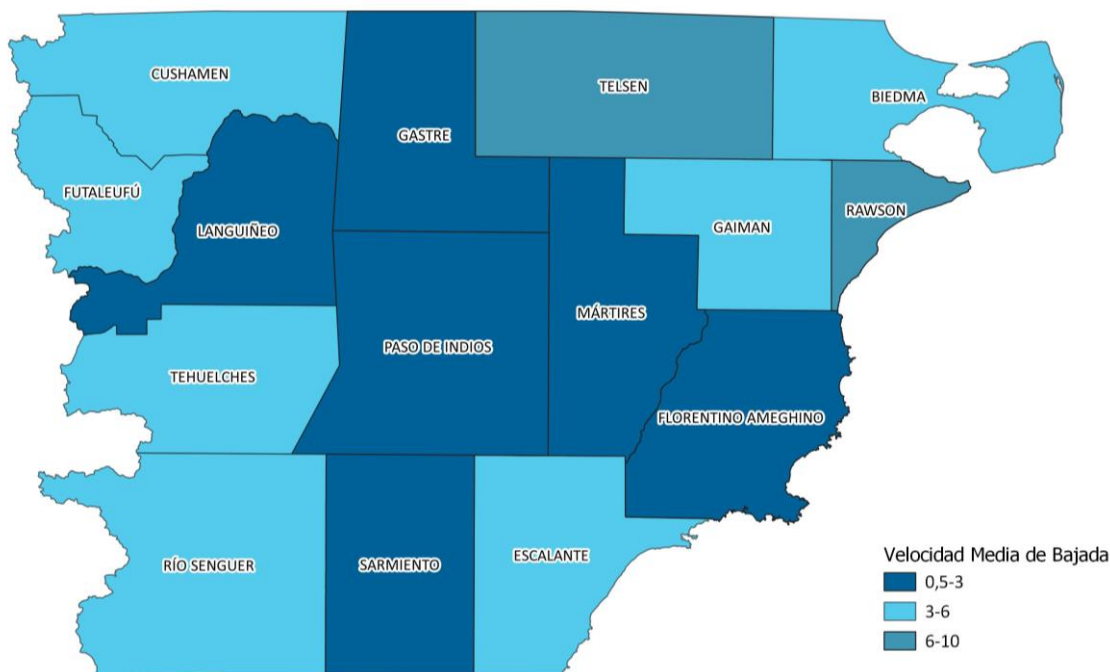 CUSHAMEN
TELSEN
BIEDMA
GASTRE
FUTALEUFÚ
RAWSON
GAIMAN
LANGUIÑEO
MÁRTIRES
PASO DE INDIOS
TEHUELCHES
FLORENTINO AMEGHINO
ESCALANTE
RÍO SENGUER
SARMIENTO
Velocidad Media de Bajada
0,5-3
3-6
6-10